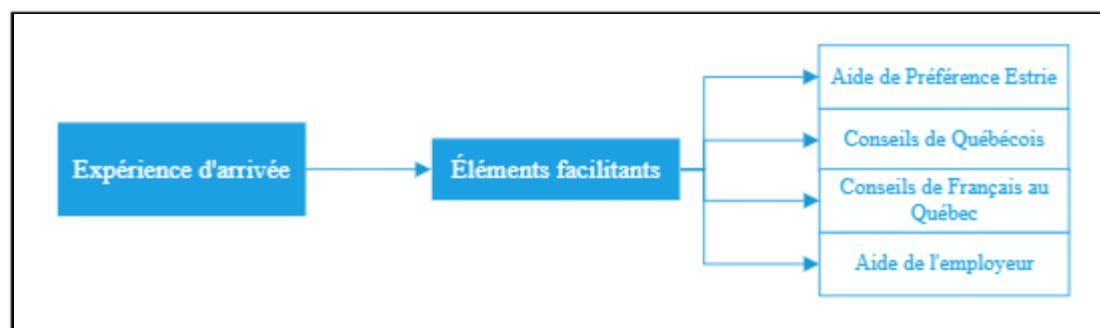 Expérience d'arrivée
Éléments facilitants
Aide de Préférence Estrie
Conseils de Québécois
Conseils de Français au
Québec
Aide de l'employeur